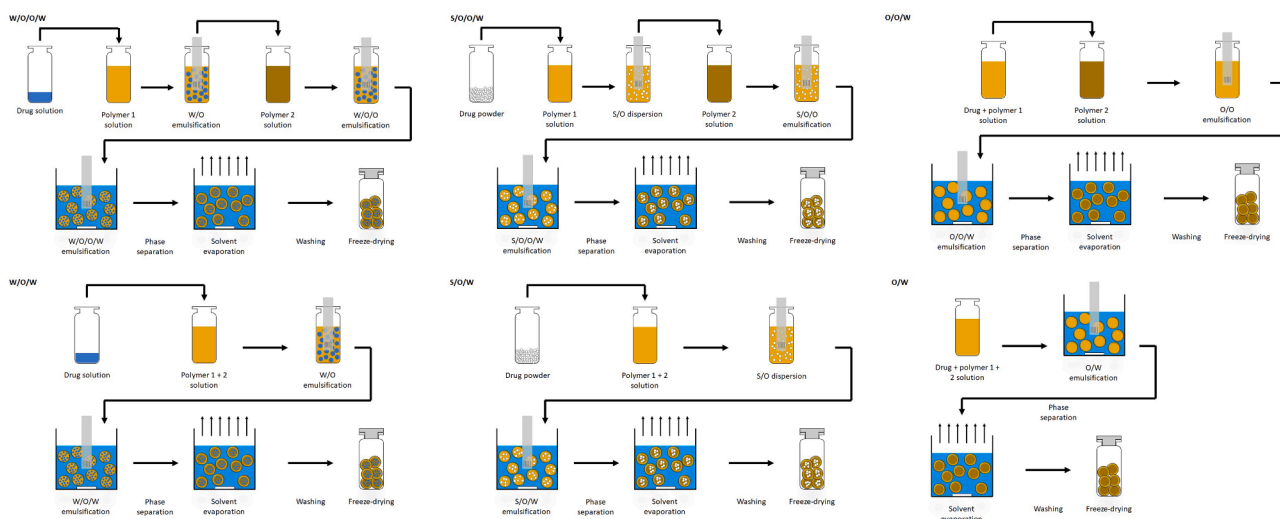 W/O/O/W
Drug solution
Polymer 1
solution
W/O
emulsification
Polymer 2 solution
W/O/O
emulsification
W/O/O/W
emulsification
Phase
separation
Solvent
evaporation
Washing
Freeze-drying
S/O/O/W
Drug powder
Polymer 1
solution
S/O dispersion
Polymer 2
solution
S/O/O
emulsification
S/O/O/W
emulsification
Phase
separation
Solvent
evaporation
Washing
Freeze-drying
O/O/W
Drug + polymer 1
solution
Polymer 2
solution
O/O
emulsification
O/O/W
emulsification
Phase
separation
Solvent
evaporation
Washing
Freeze-drying
W/O/W
Drug solution
Polymer 1 + 2
solution
W/O
emulsification
W/O/W
emulsification
Phase
separation
Solvent
evaporation
Washing
Freeze-drying
S/O/W
Drug powder
Polymer 1 + 2
solution
S/O dispersion
S/O/W
emulsification
Phase
separation
Solvent
evaporation
Washing
Freeze-drying
O/W
Drug + polymer 1 +
2 solution
O/W
emulsification
Phase
separation
Solvent
evaporation
Washing
Freeze-drying